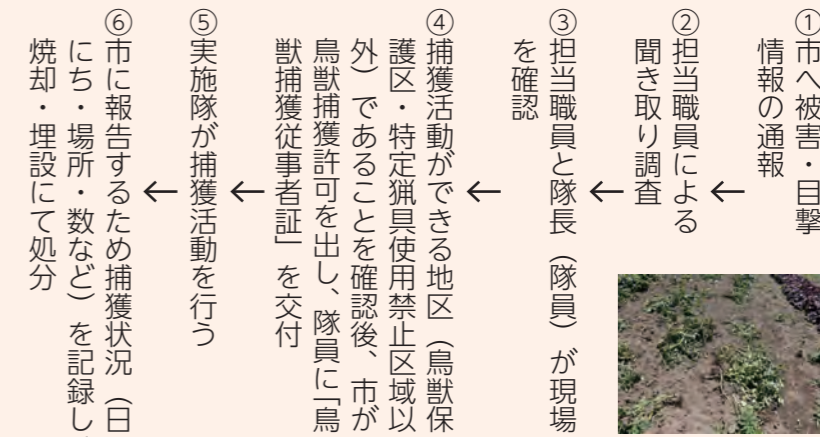 ①市へ被害・目撃
情報の通報
②担当職員による
聞き取り調査
③担当職員と隊長（隊員）が現場
を確認
④捕獲活動ができる地区（鳥獣保
護区・特定猟具使用禁止区域以
外）であることを確認後、市が
鳥獣捕獲許可を出し、隊員に「鳥
獣捕獲従事者証」を交付
⑤実施隊が捕獲活動を行う
⑥市に報告するため捕獲状況（日
にち・場所・数など）を記録し
焼却・埋設にて処分